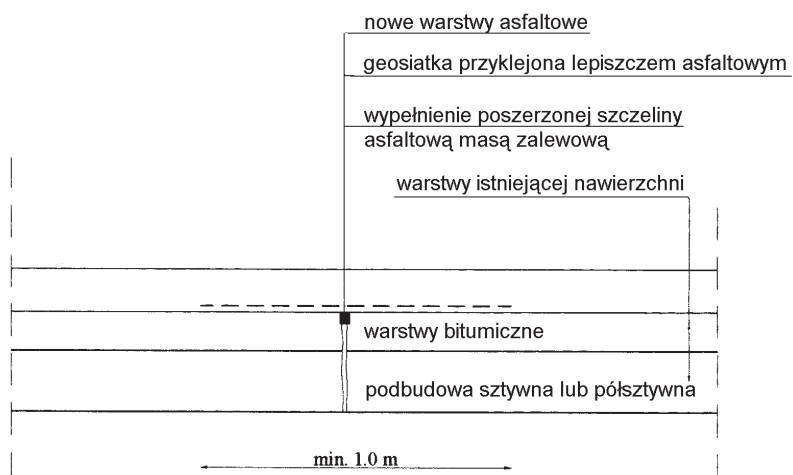 nowe warstwy asfaltowe
geosiatka przyklejona lepiszczem asfaltowym
wypełnienie poszerzonej szczeliny
asfaltową masą zalewową
warstwy istniejącej nawierzchni
warstwy bitumiczne
podbudowa sztywna lub półsztywna
min. 1.0 m